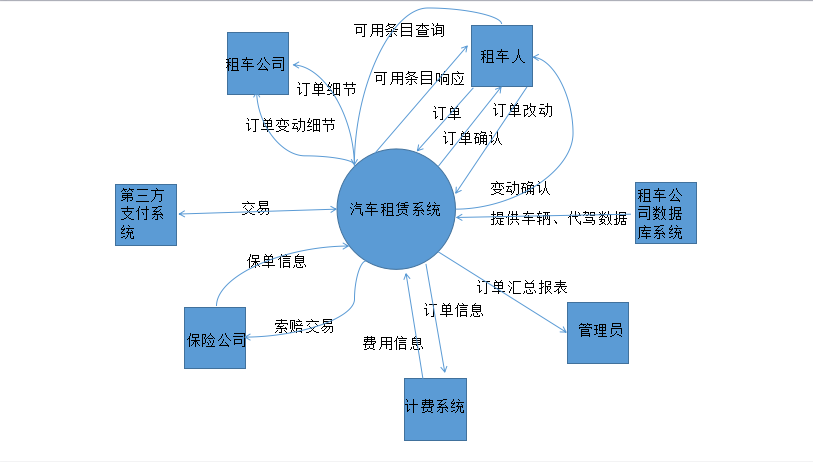 可用条目查询
租车人
租车公司
可用条目响应
订单细节
订单
订单改动
订单变动细节
订单确认
第三方
支付系
统
交易
汽车租赁系统
变动确认
提供车辆、代驾数据
租车公
司数据
库系统
保单信息
订单汇总报表
订单信息
索赔交易
管理员
保险公司
费用信息
计费系统